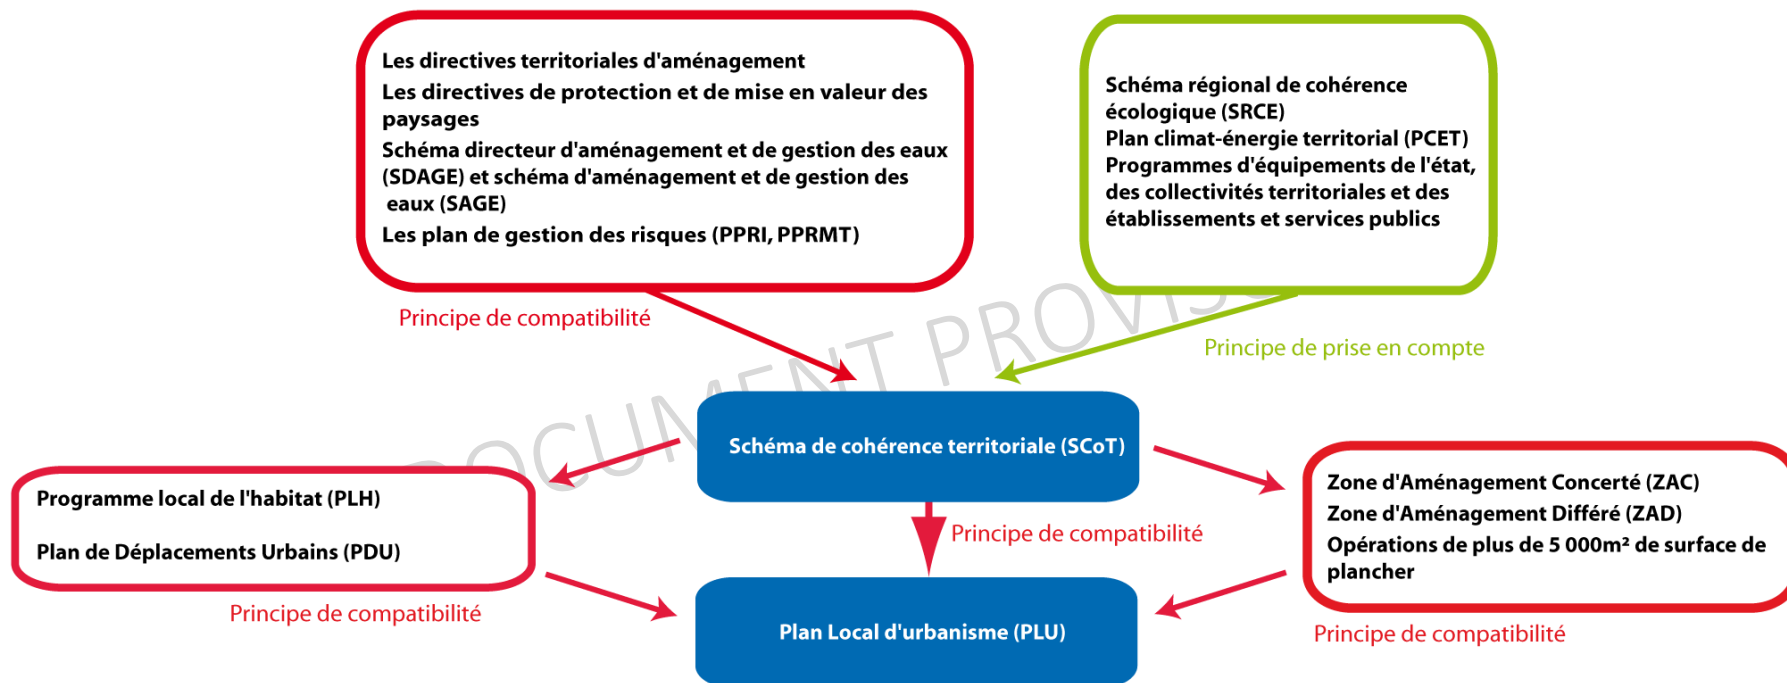 Les directives territoriales d'aménagement
Les directives de protection et de mise en valeur des
paysages
Schéma directeur d'aménagement et de gestion des eaux
(SDAGE) et schéma d'aménagement et de gestion des
eaux (SAGE)
Les plan de gestion des risques (PPRI, PPRMT)
Schéma régional de cohérence
écologique (SRCE)
Plan climat-énergie territorial (PCET)
Programmes d'équipements de l'état,
des collectivités territoriales et des
établissements et services publics
Principe de compatibilité
Principe de prise en compte
DOCUMENT PROVIS
Schéma de cohérence territoriale (SCoT)
Programme local de l'habitat (PLH)
Plan de Déplacements Urbains (PDU)
Principe de compatibilité
Principe de compatibilité
Zone d'Aménagement Concerté (ZAC)
Zone d'Aménagement Différé (ZAD)
Opérations de plus de 5 000m² de surface de
plancher
Principe de compatibilité
Plan Local d'urbanisme (PLU)